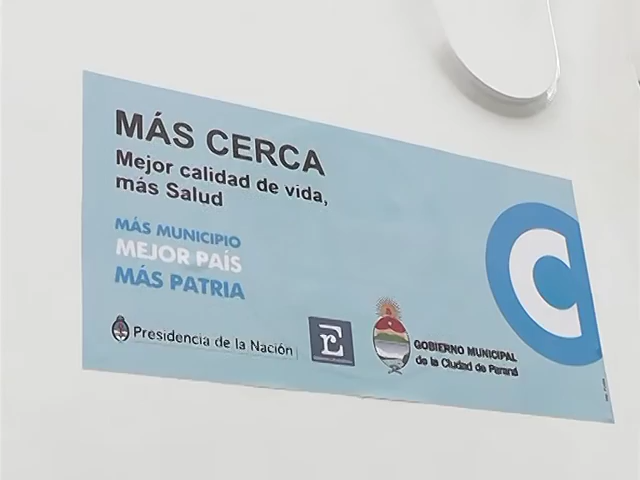 MÁS CERCA
Mejor calidad de vida,
más Salud
MÁS MUNICIPIO
MEJOR PAÍS
MÁS PATRIA
Presidencia de la Nación
Er
GOBIERNO MUNICIPAL
de la Ciudad de Paraná
C